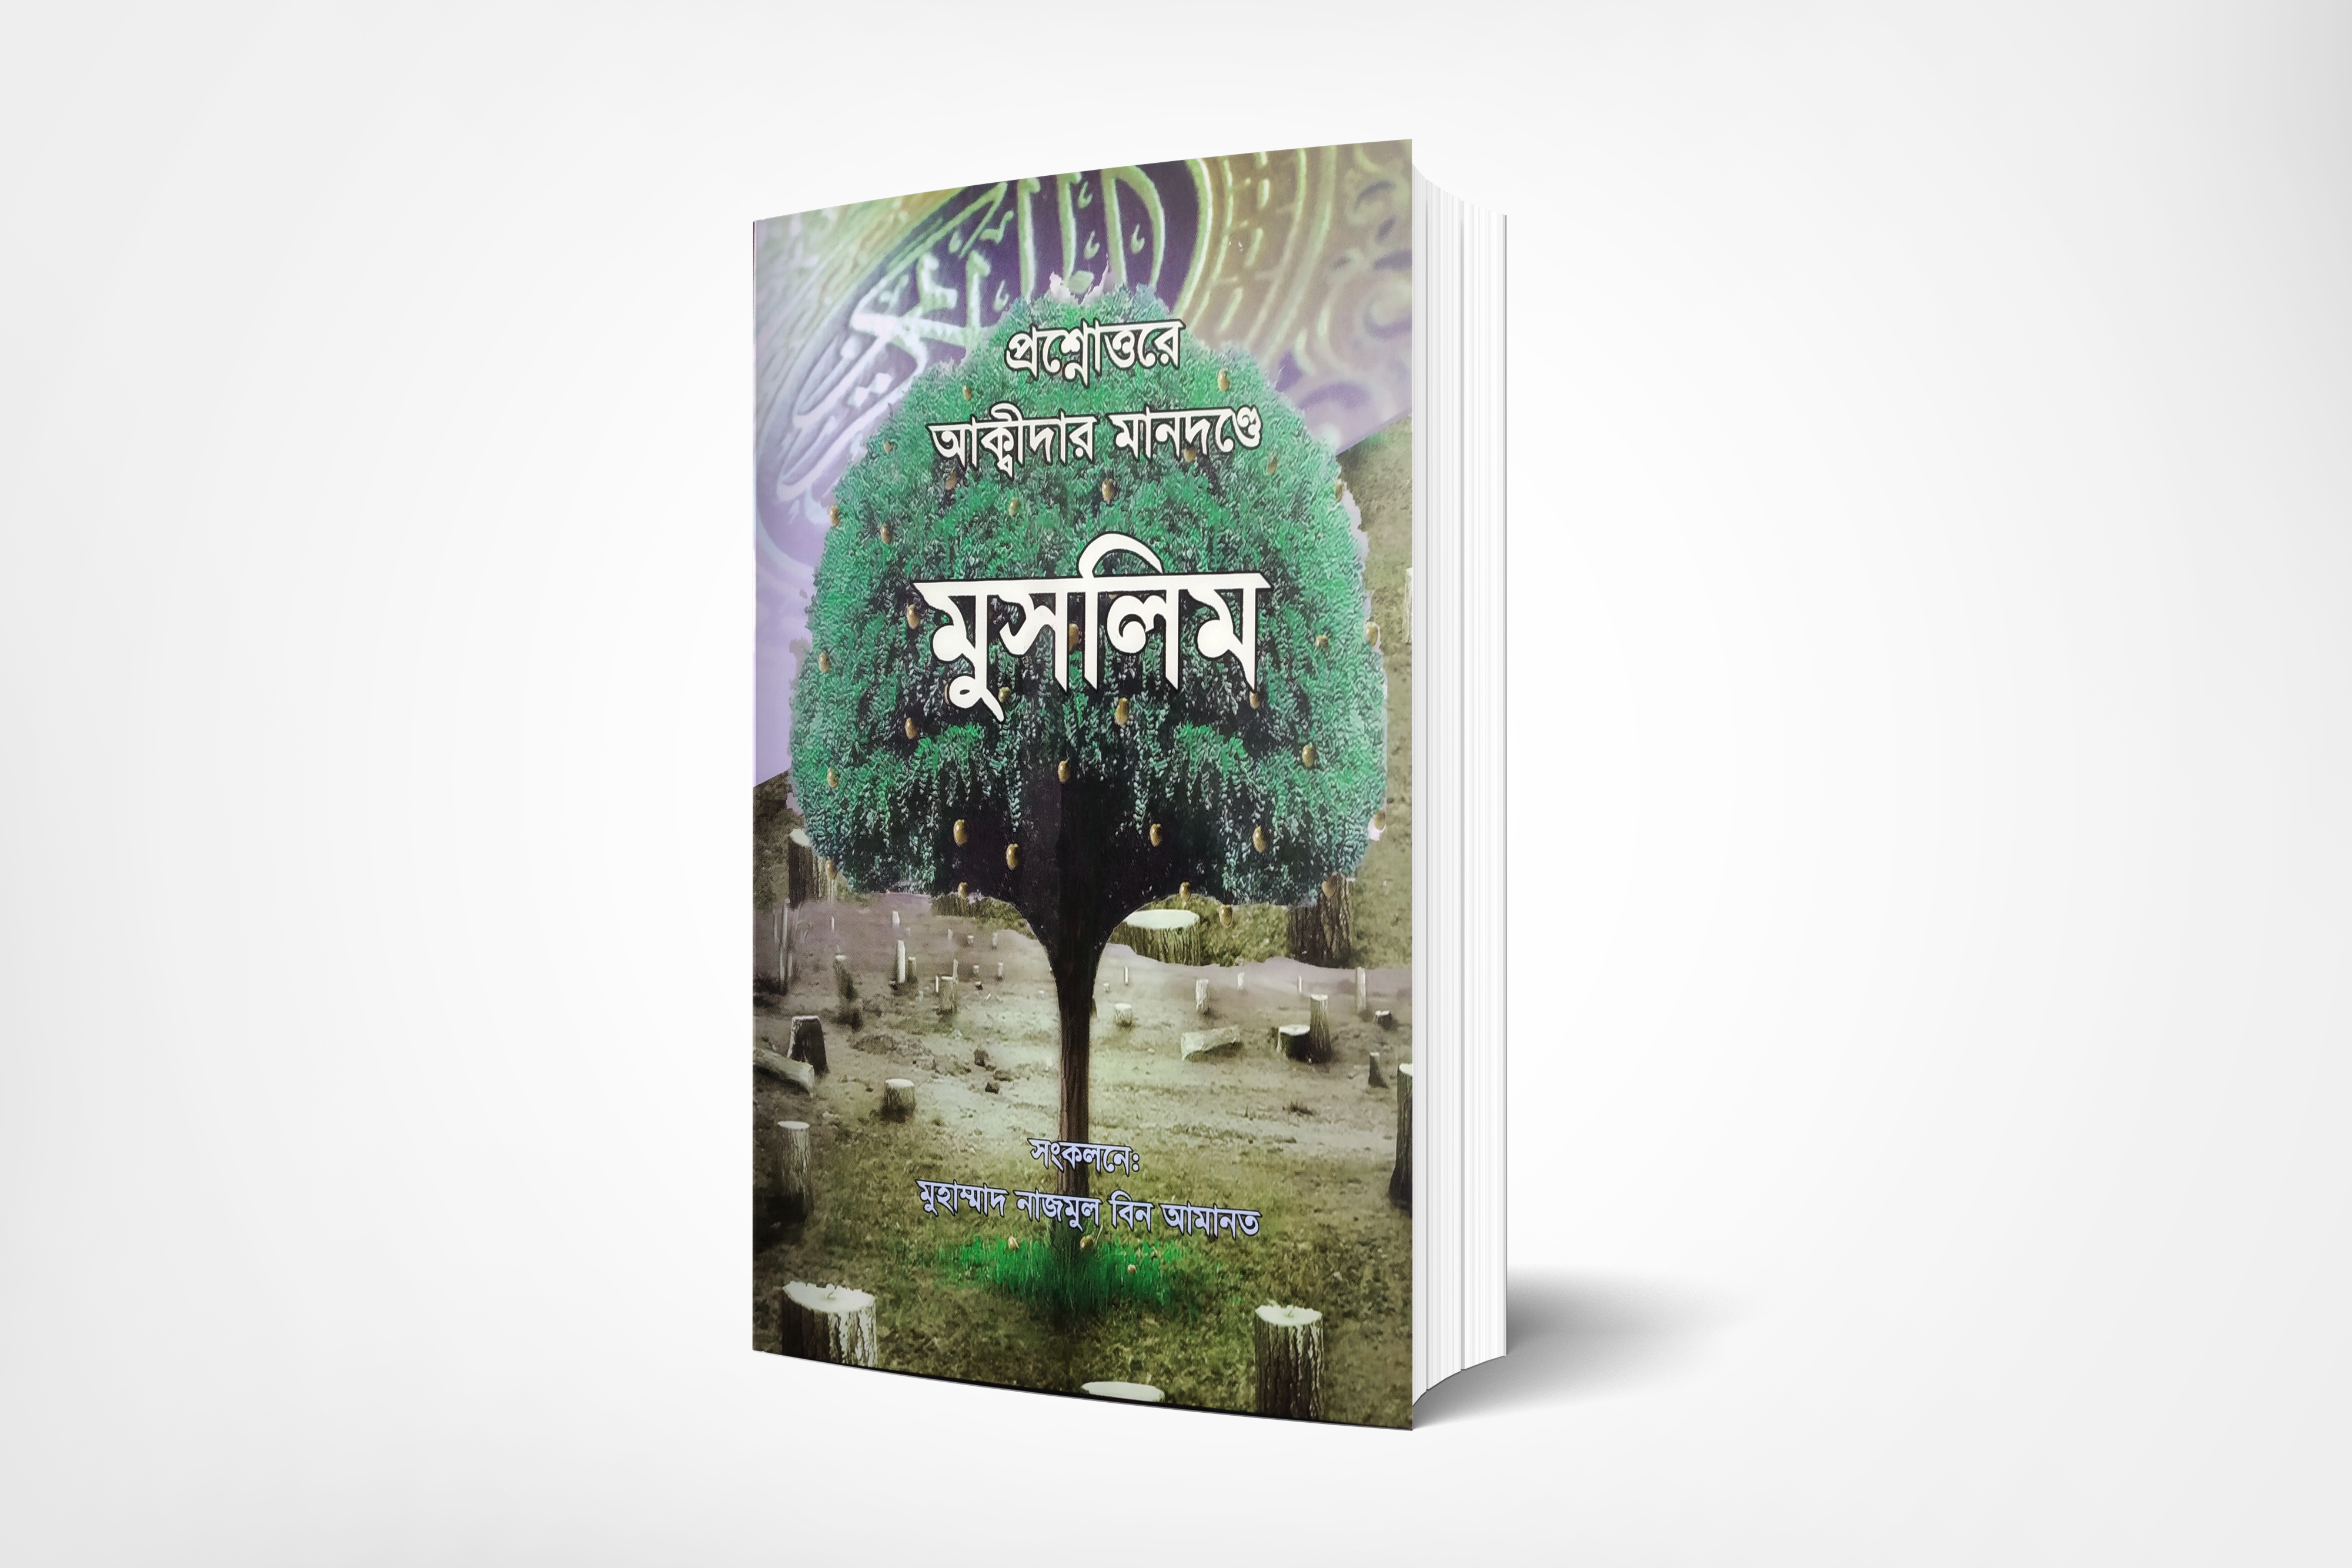 প্রশ্নোত্তরে
আক্বীদার মানদণ্ডে
মুসলিম
সংকলনে:
মুহাম্মাদ নাজমুল বিন আমানত